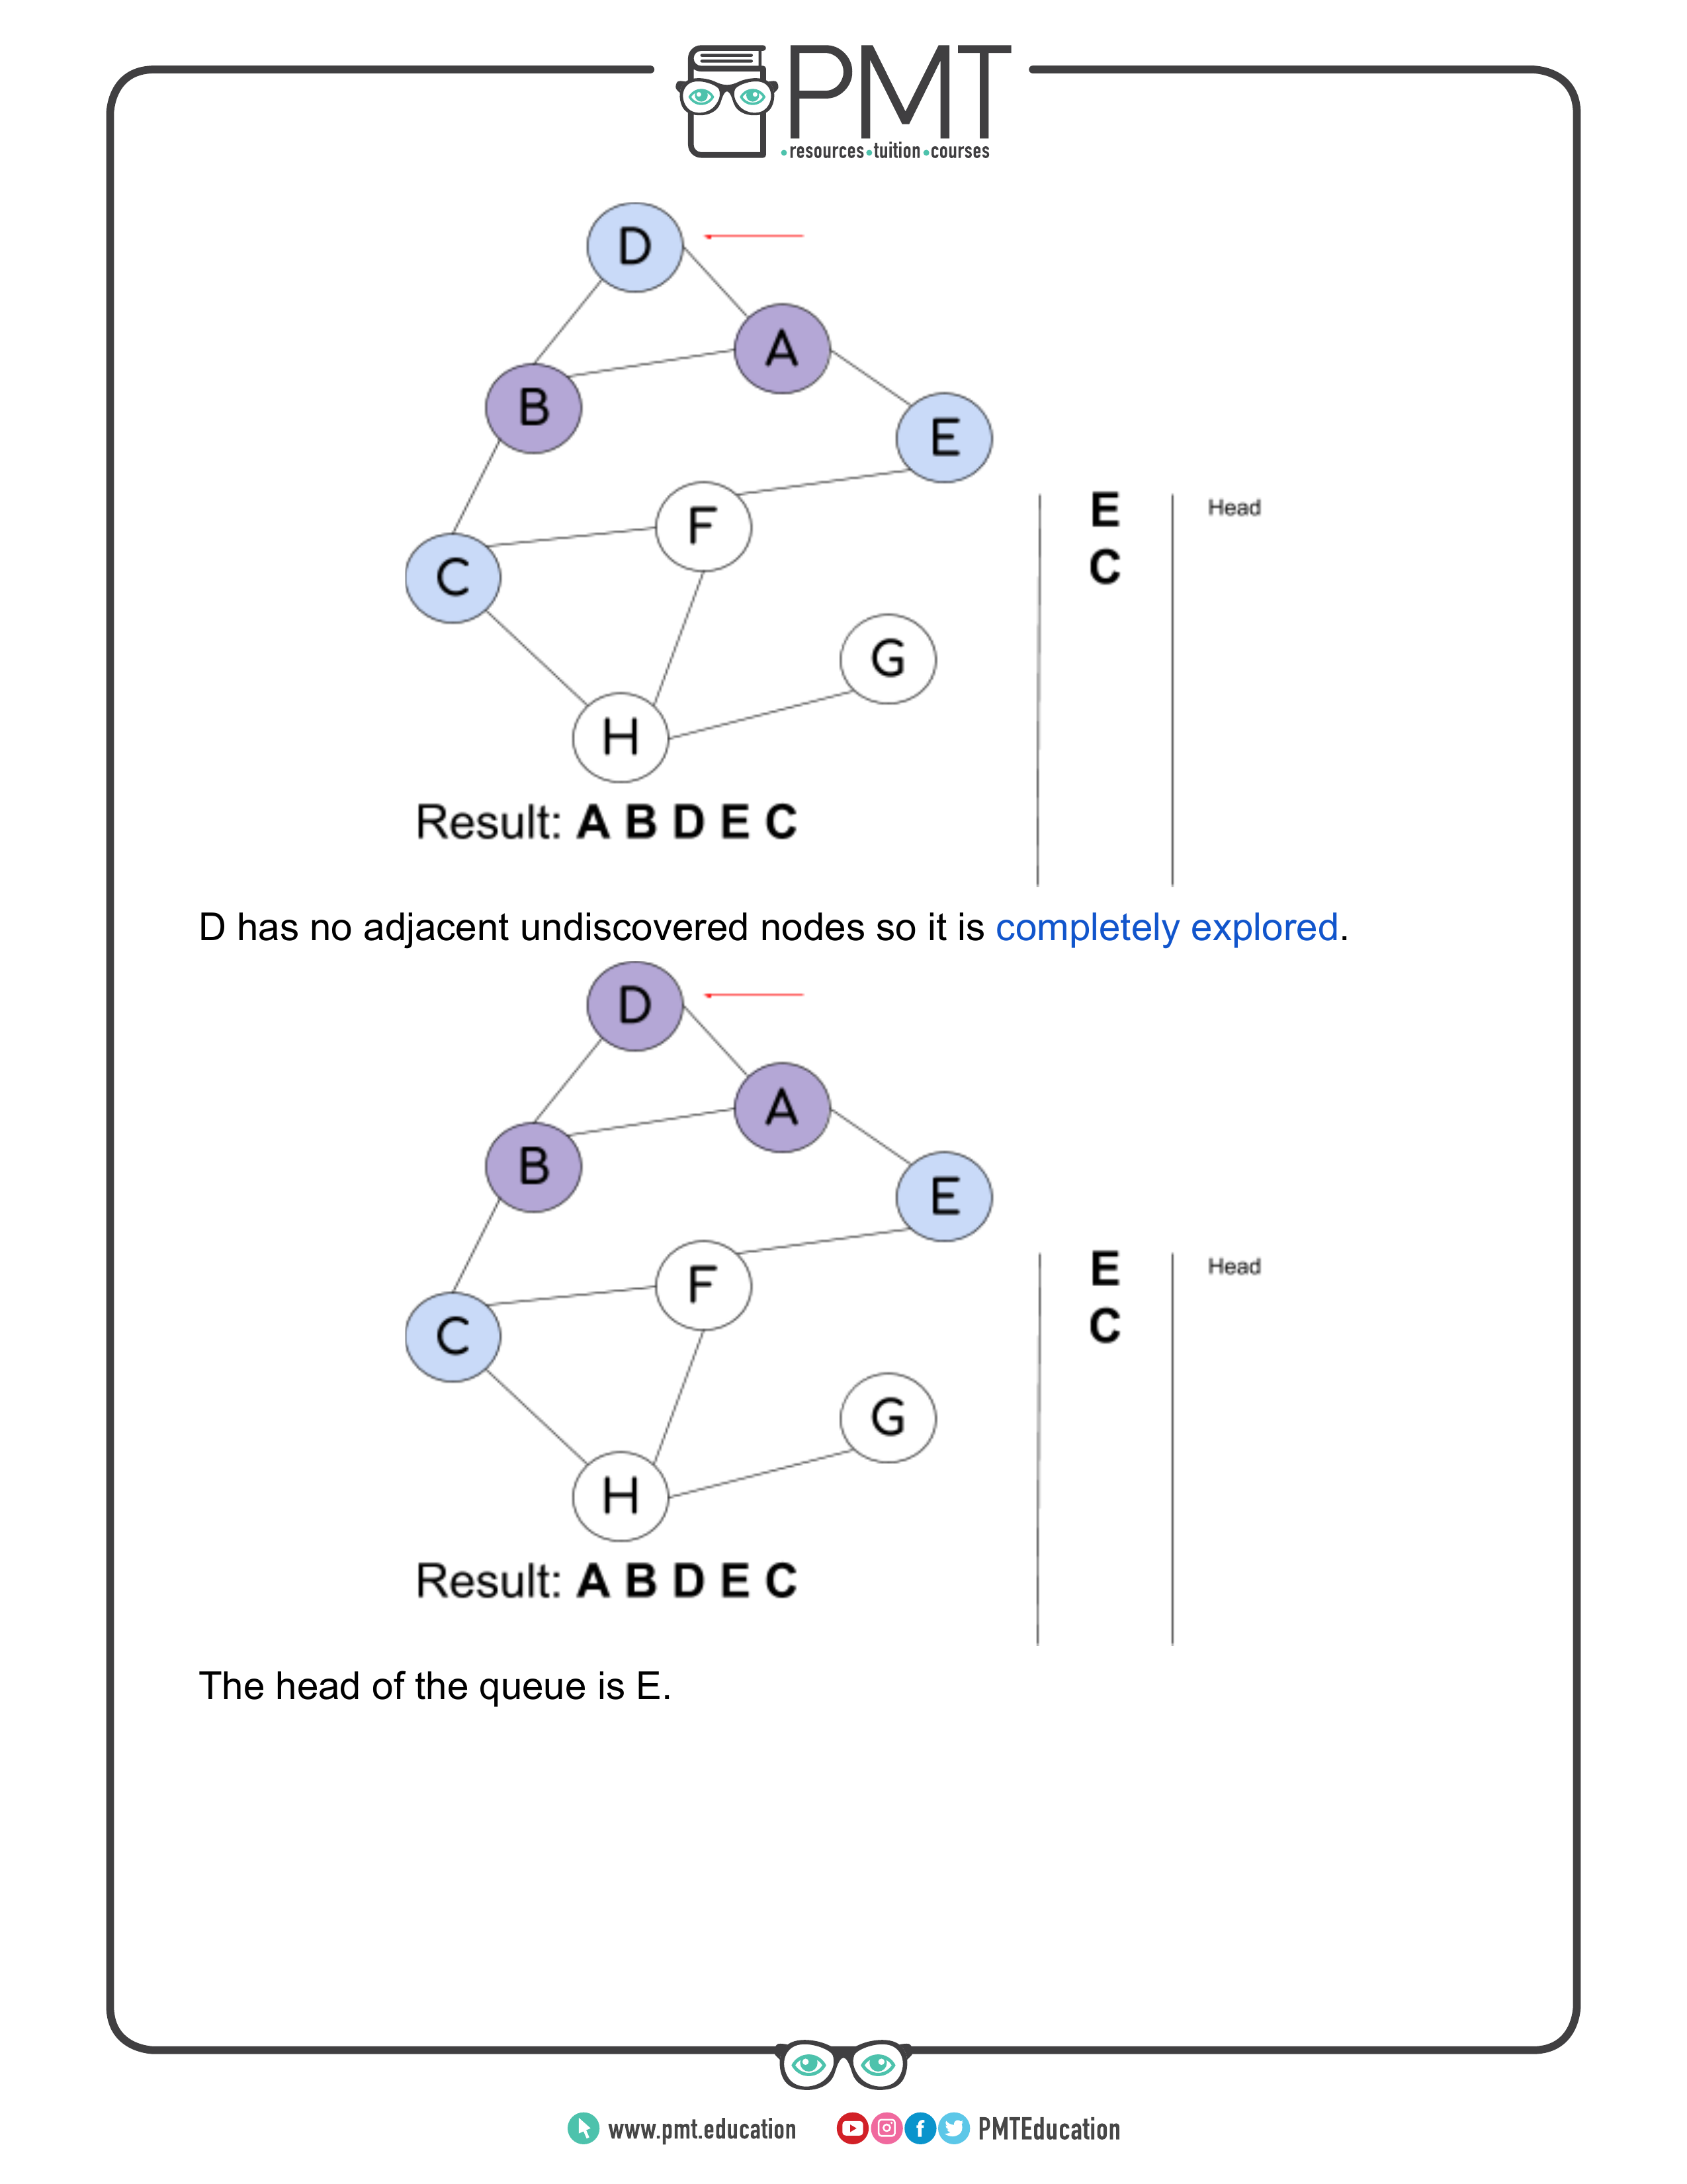 PMT
•resources•tuition•courses
D
A
B
E
F
C
G
H
E
C
Head
Result: A B D E C
D has no adjacent undiscovered nodes so it is completely explored.
D
A
B
E
F
C
G
H
E
C
Head
Result: A B D E C
The head of the queue is E.
www.pmt.education
PMTEducation